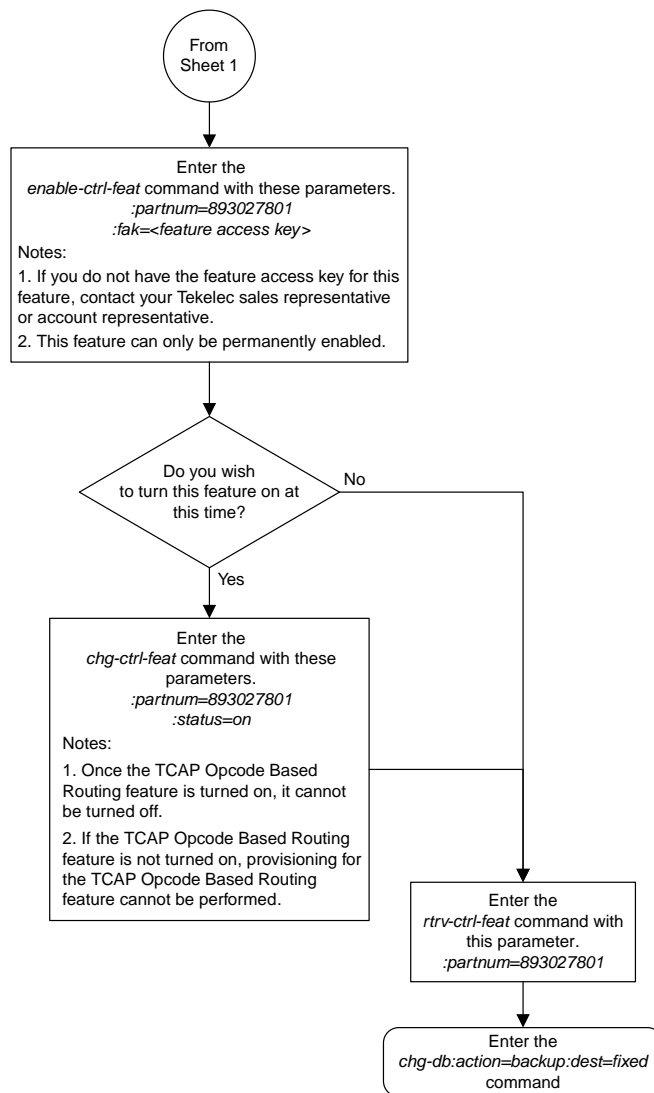 From
Sheet 1
Enter the
enable-ctrl-feat command with these parameters.
:partnum=893027801
:fak=<feature access key>
Notes:
1. If you do not have the feature access key for this
feature, contact your Tekelec sales representative
or account representative.
2. This feature can only be permanently enabled.
Do you wish
to turn this feature on at
this time?
No
Yes
Enter the
chg-ctrl-feat command with these
parameters.
:partnum=893027801
:status=on
Notes:
1. Once the TCAP Opcode Based
Routing feature is turned on, it cannot
be turned off.
2. If the TCAP Opcode Based Routing
feature is not turned on, provisioning for
the TCAP Opcode Based Routing
feature cannot be performed.
Enter the
rtrv-ctrl-feat command with
this parameter.
:partnum=893027801
Enter the
chg-db:action=backup:dest=fixed
command